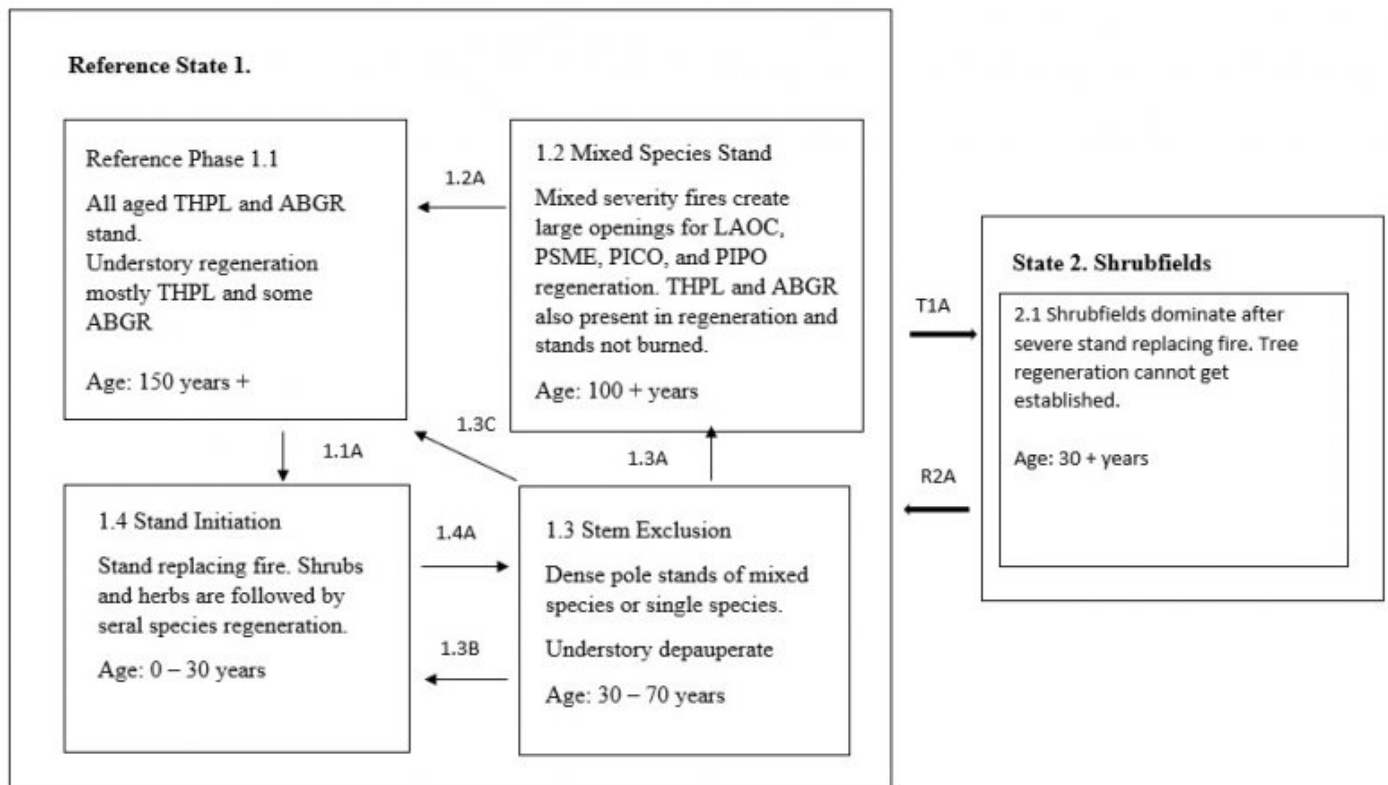 Reference State 1.
Reference Phase 1.1
All aged THPL and ABGR
stand.
Understory regeneration
mostly THPL and some
ABGR
Age: 150 years +
1.2A
1.2 Mixed Species Stand
Mixed severity fires create
large openings for LAOC,
PSME, PICO, and PIPO
regeneration. THPL and ABGR
also present in regeneration and
stands not burned.
Age: 100 + years
1.1A
1.3C
1.3A
1.4 Stand Initiation
Stand replacing fire. Shrubs
and herbs are followed by
seral species regeneration.
Age: 0 – 30 years
1.4A
1.3B
1.3 Stem Exclusion
Dense pole stands of mixed
species or single species.
Understory depauperate
Age: 30 – 70 years
T1A
R2A
State 2. Shrubfields
2.1 Shrubfields dominate after
severe stand replacing fire. Tree
regeneration cannot get
established.
Age: 30 + years